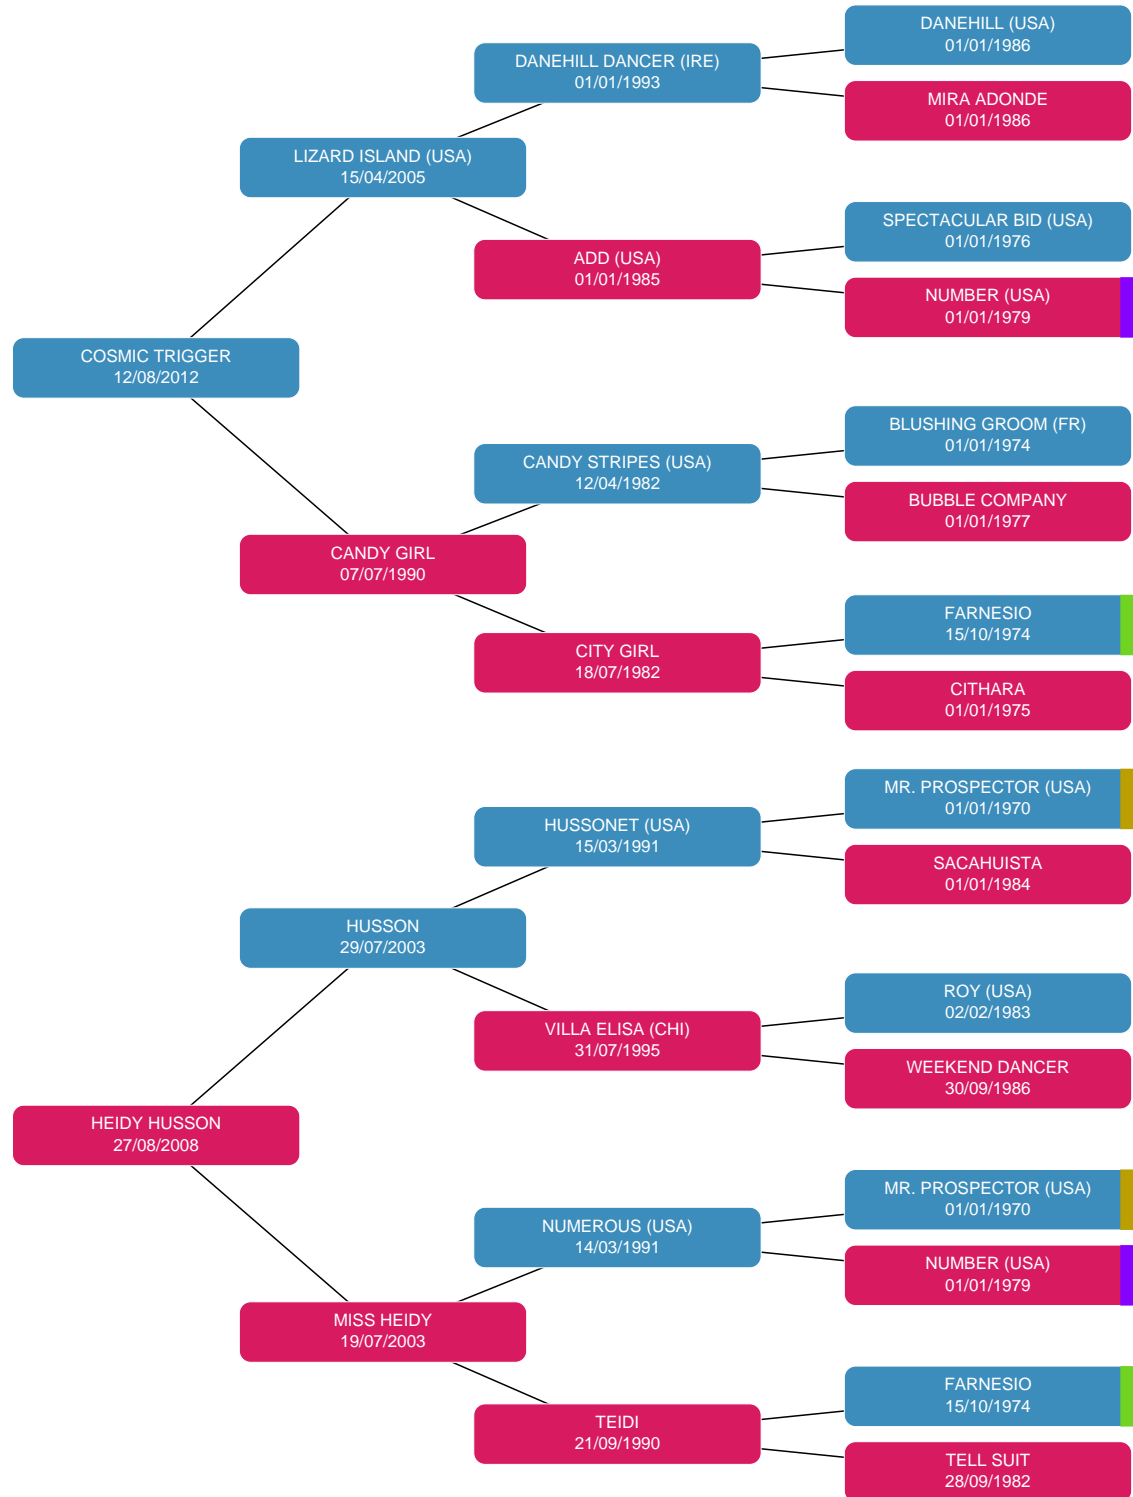 DANEHILL (USA)
01/01/1986
DANEHILL DANCER (IRE)
01/01/1993
MIRA ADONDE
01/01/1986
LIZARD ISLAND (USA)
15/04/2005
SPECTACULAR BID (USA)
01/01/1976
ADD (USA)
01/01/1985
NUMBER (USA)
01/01/1979
COSMIC TRIGGER
12/08/2012
BLUSHING GROOM (FR)
01/01/1974
CANDY STRIPES (USA)
12/04/1982
BUBBLE COMPANY
01/01/1977
CANDY GIRL
07/07/1990
FARNESIO
15/10/1974
CITY GIRL
18/07/1982
CITHARA
01/01/1975
MR. PROSPECTOR (USA)
01/01/1970
HUSSONET (USA)
15/03/1991
SACAHUISTA
01/01/1984
HUSSON
29/07/2003
ROY (USA)
02/02/1983
VILLA ELISA (CHI)
31/07/1995
WEEKEND DANCER
30/09/1986
HEIDY HUSSON
27/08/2008
MR. PROSPECTOR (USA)
01/01/1970
NUMEROUS (USA)
14/03/1991
NUMBER (USA)
01/01/1979
MISS HEIDY
19/07/2003
FARNESIO
15/10/1974
TEIDI
21/09/1990
TELL SUIT
28/09/1982